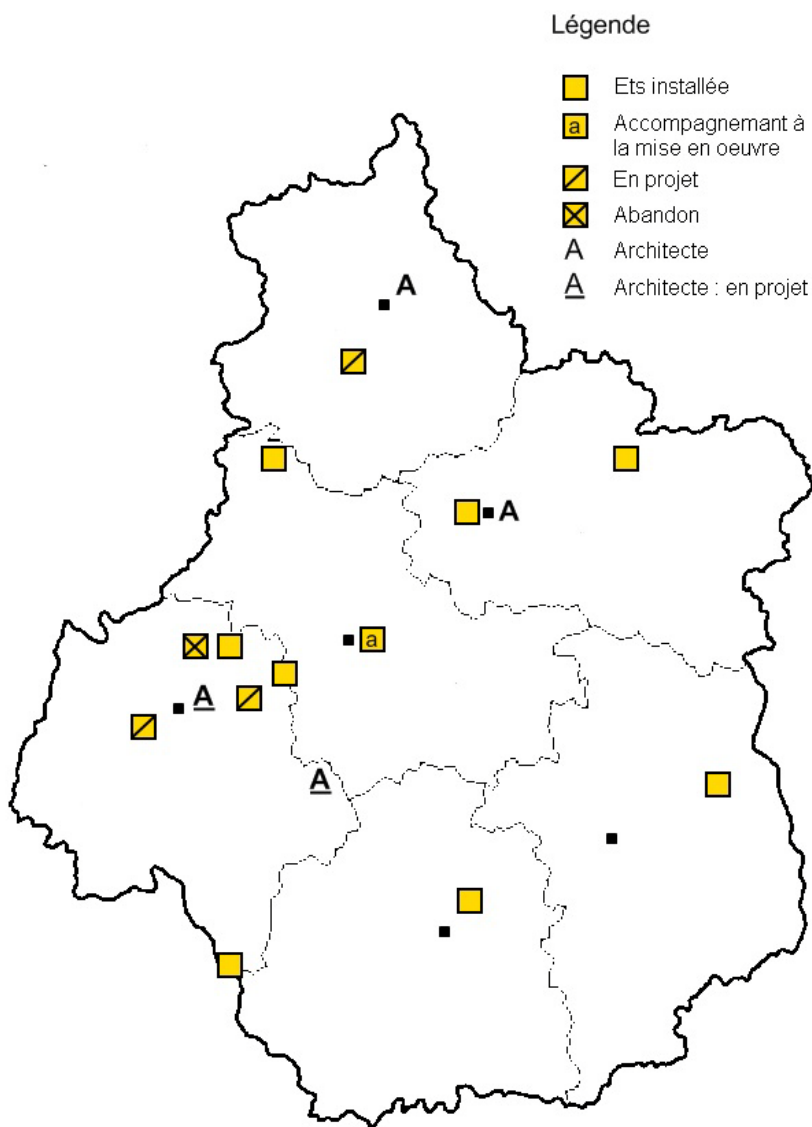 Légende
Ets installée
a Accompagnemant à
la mise en oeuvre
En projet
Abandon
A Architecte
A Architecte : en projet
A
A
a
A
A